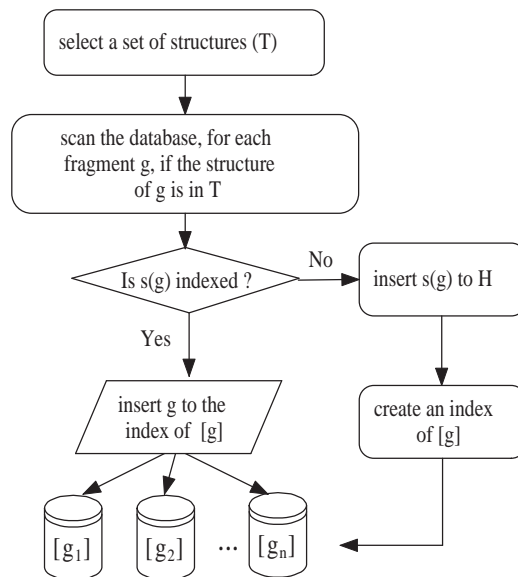 select a set of structures (T)
scan the database, for each
fragment g, if the structure
of g is in T
Is s(g) indexed ?
No
insert s(g) to H
Yes
insert g to the
index of [g]
create an index
of [g]
[g1] [g2] ... [gn]